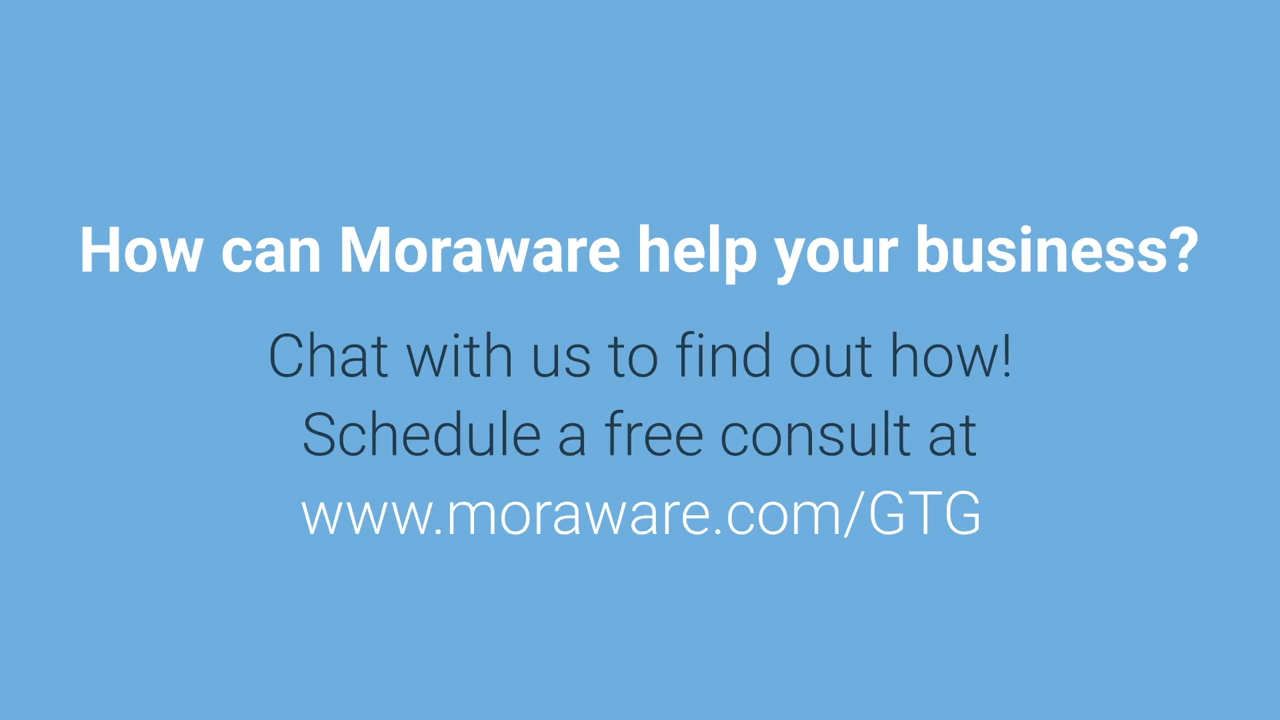 How can Moraware help your business?
Chat with us to find out how!
Schedule a free consult at
www.moraware.com/GTG